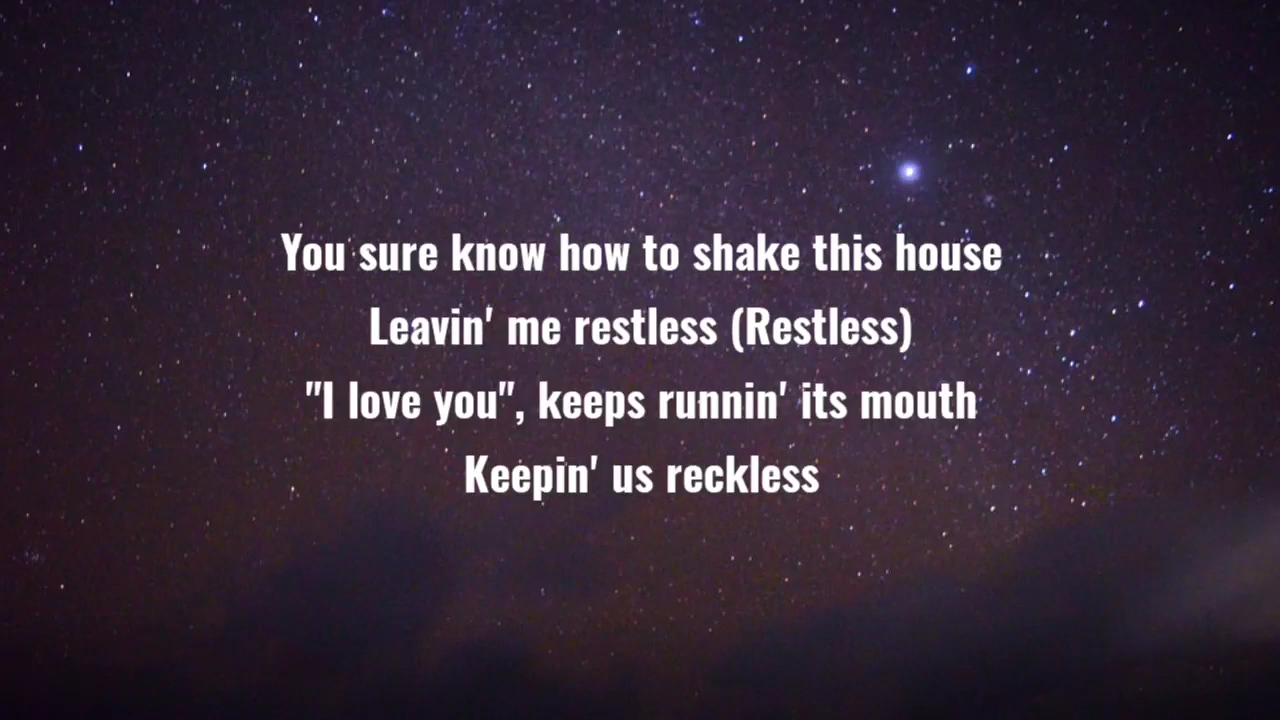 You sure know how to shake this house
Leavin' me restless (Restless)
"I love you", keeps runnin' its mouth
Keepin' us reckless